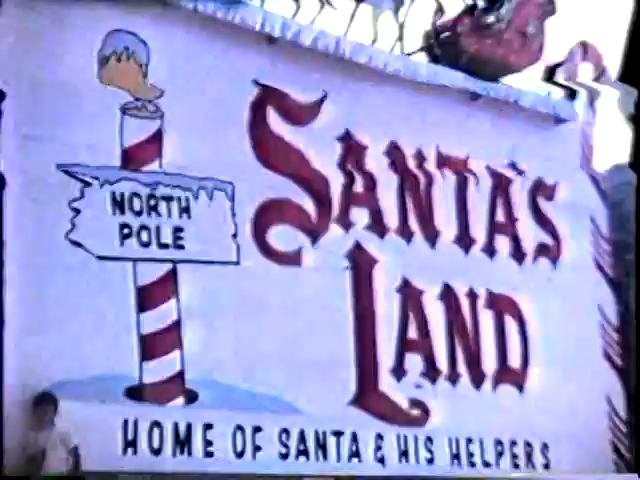 NORTH
POLE
SANTA'S
LAND
HOME OF SANTA & HIS HELPERS